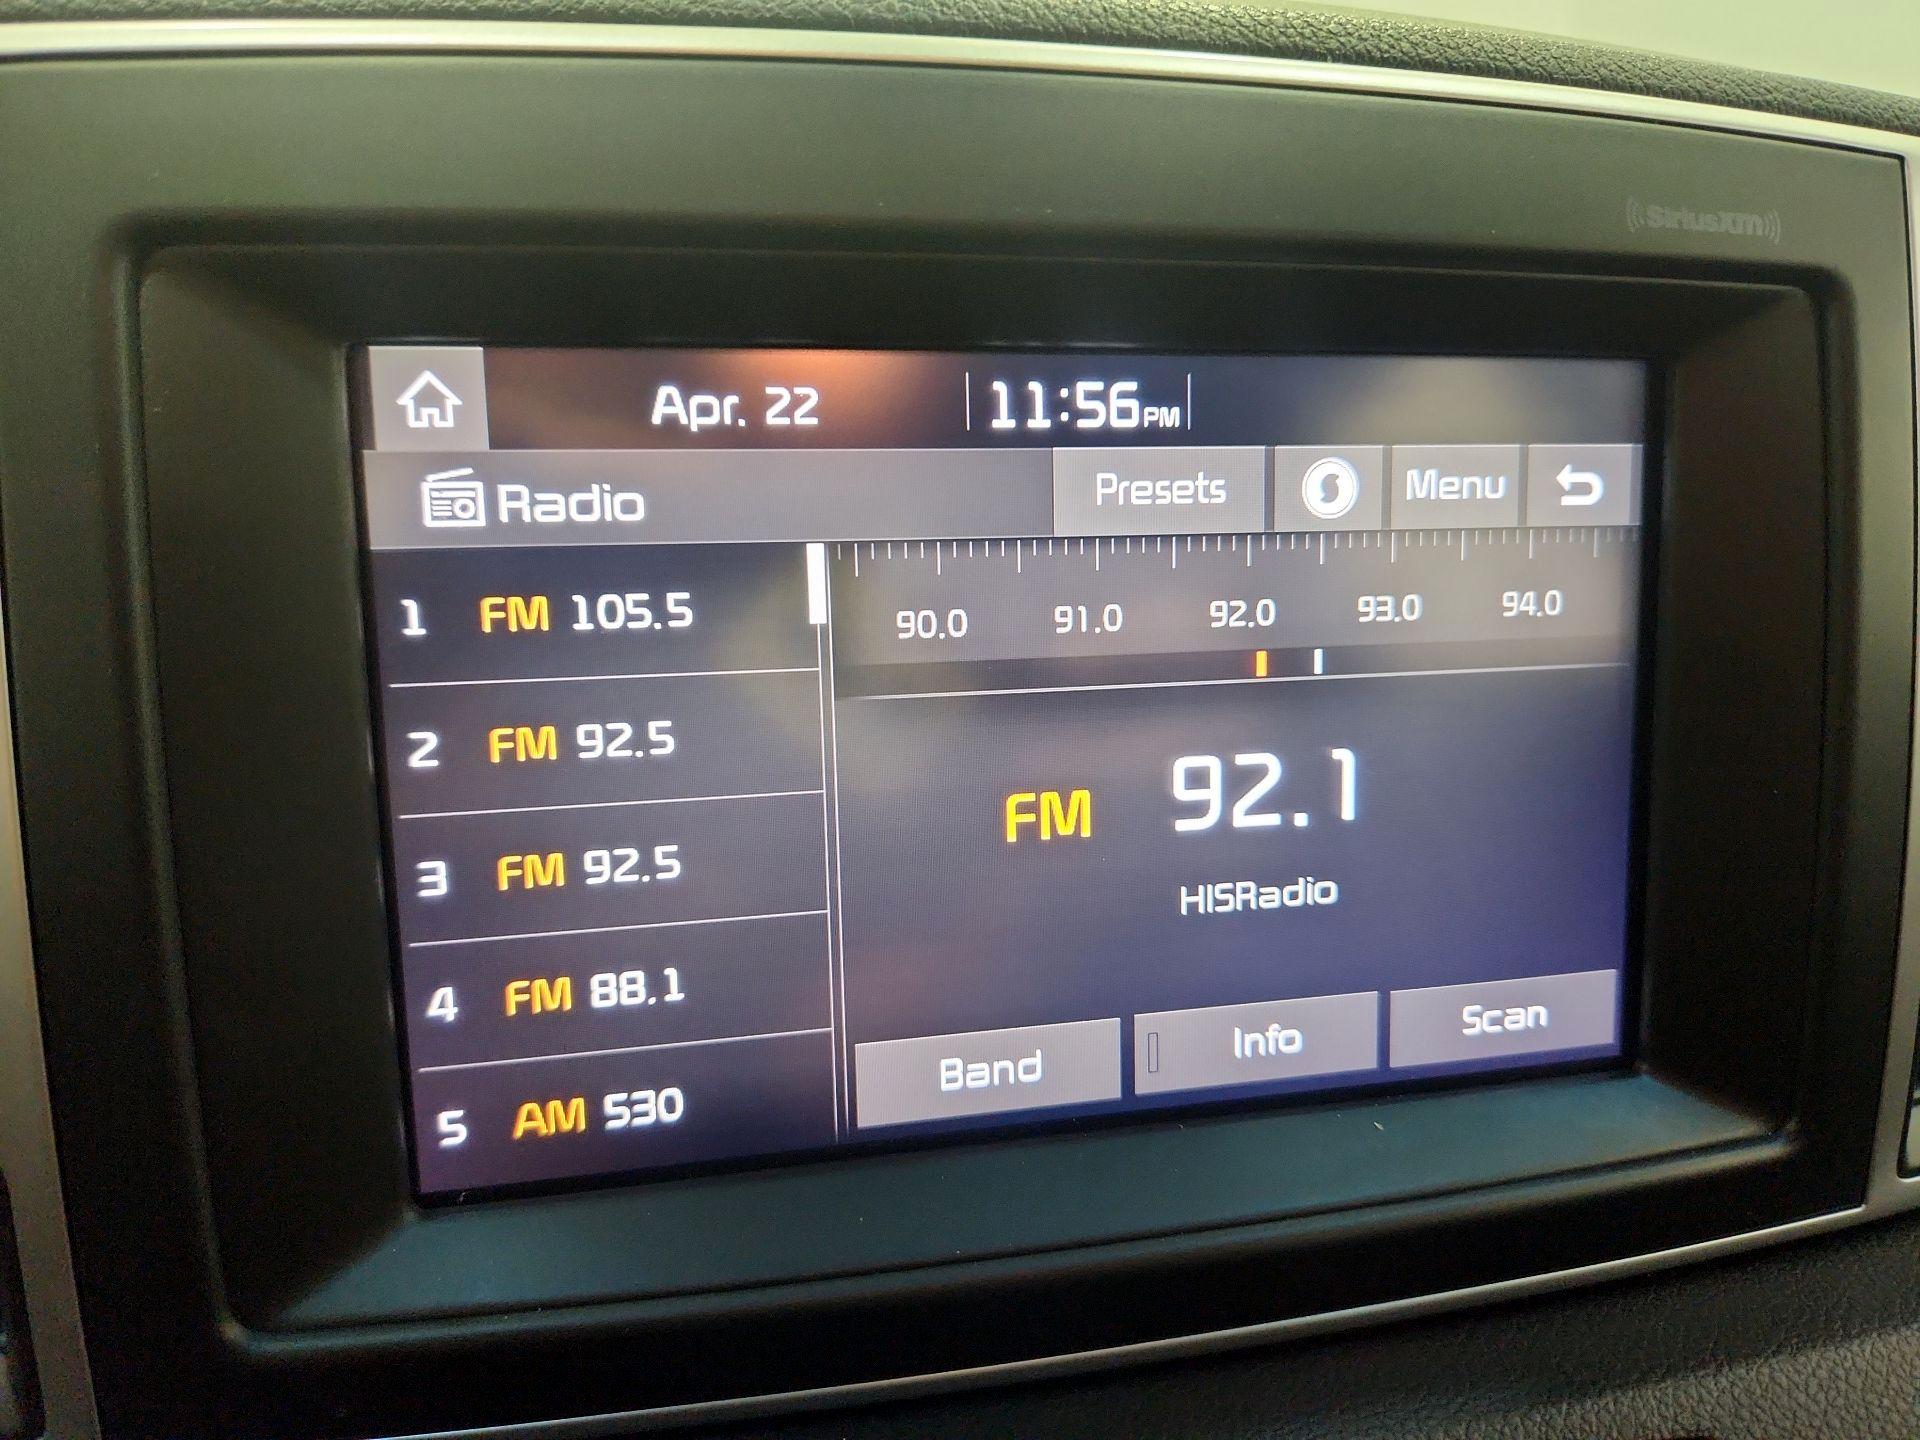 ((SiriusXM))
Apr. 22 11:56PM
Radio Presets Menu
90.0 91.0 92.0 93.0 94.0
1 FM 105.5
2 FM 92.5
3 FM 92.5
4 FM 88.1
5 AM 530
FM 92.1
HISRadio
Band Info Scan